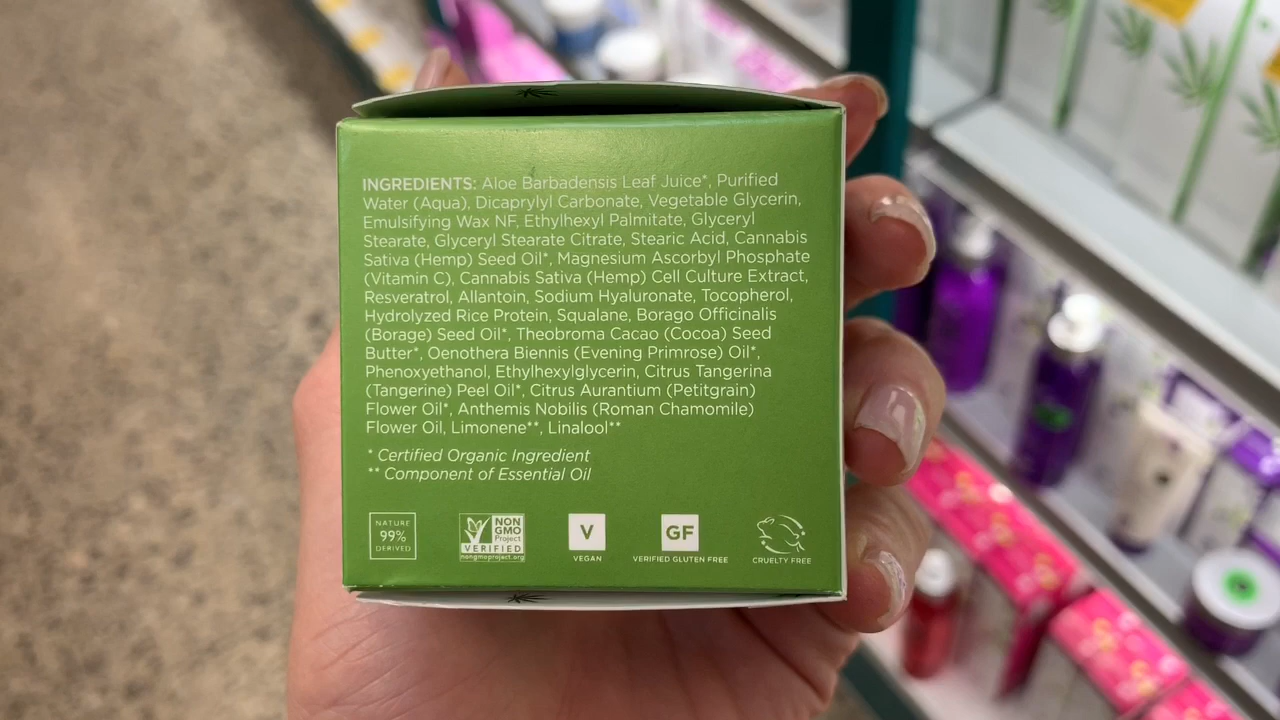 INGREDIENTS: Aloe Barbadensis Leaf Juice*, Purified
Water (Aqua), Dicaprylyl Carbonate, Vegetable Glycerin,
Emulsifying Wax NF, Ethylhexyl Palmitate, Glyceryl
Stearate, Glyceryl Stearate Citrate, Stearic Acid, Cannabis
Sativa (Hemp) Seed Oil*, Magnesium Ascorbyl Phosphate
(Vitamin C), Cannabis Sativa (Hemp) Cell Culture Extract,
Resveratrol, Allantoin, Sodium Hyaluronate, Tocopherol,
Hydrolyzed Rice Protein, Squalane, Borago Officinalis
(Borage) Seed Oil*, Theobroma Cacao (Cocoa) Seed
Butter*, Oenothera Biennis (Evening Primrose) Oil*,
Phenoxyethanol, Ethylhexylglycerin, Citrus Tangerina
(Tangerine) Peel Oil*, Citrus Aurantium (Petitgrain)
Flower Oil*, Anthemis Nobilis (Roman Chamomile)
Flower Oil, Limonene**, Linalool**
* Certified Organic Ingredient
** Component of Essential Oil
NATURE
99%
DERIVED
NON
GMO
Project
VERIFIED
nongmoproject.org
V
VEGAN
GF
VERIFIED GLUTEN FREE
CRUELTY FREE